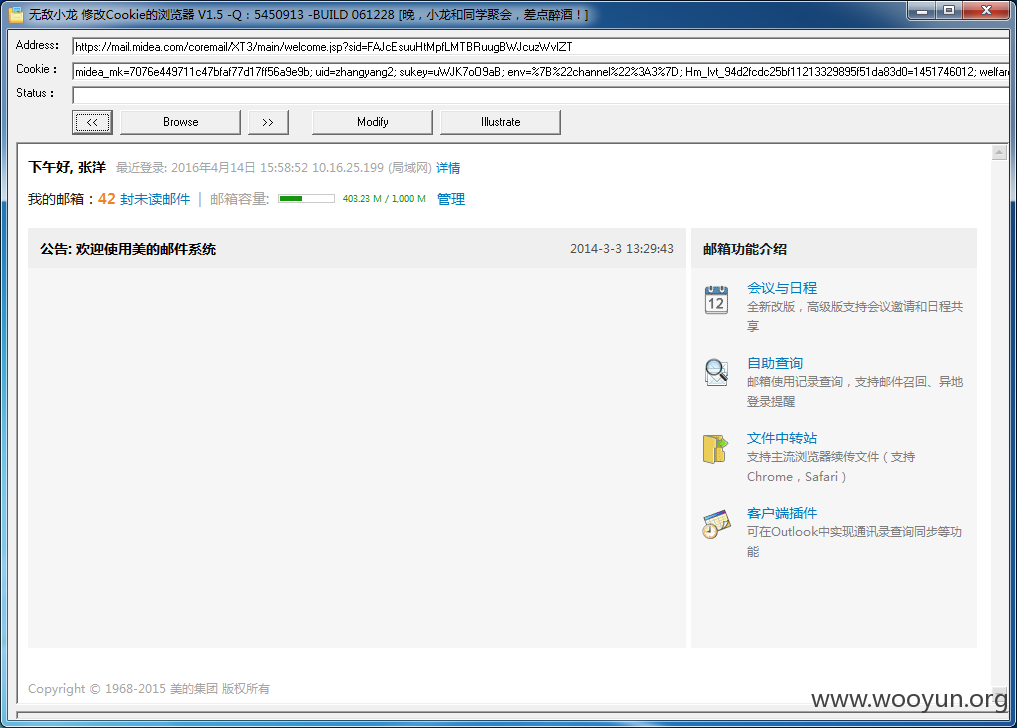 无敌小龙 修改Cookie的浏览器 V1.5 -Q：5450913 -BUILD 061228 [晚，小龙和同学聚会，差点醉酒！]
Address: https://mail.midea.com/coremail/XT3/main/welcome.jsp?sid=FAJcEsuuHtMpfLMTBRuugBWJcuzWvlZT
Cookie： midea_mk=7076e449711c47bfaf77d17ff56a9e9b; uid=zhangyang2; sukey=uWJK7oO9aB; env=%7B%22channel%22%3A3%7D; Hm_lvt_94d2fcdc25bf11213329895f51da83d0=1451746012; welfare
Status：
<< Browse >> Modify Illustrate
下午好, 张洋 最近登录: 2016年4月14日 15:58:52 10.16.25.199 (局域网) 详情
我的邮箱：42 封未读邮件 | 邮箱容量: 403.23 M / 1,000 M 管理
公告: 欢迎使用美的邮件系统 2014-3-3 13:29:43
邮箱功能介绍
12
会议与日程
全新改版，高级版支持会议邀请和日程共
享
自助查询
邮箱使用记录查询，支持邮件召回、异地
登录提醒
文件中转站
支持主流浏览器续传文件（支持
Chrome，Safari）
客户端插件
可在Outlook中实现通讯录查询同步等功
能
Copyright © 1968-2015 美的集团 版权所有
www.wooyun.org